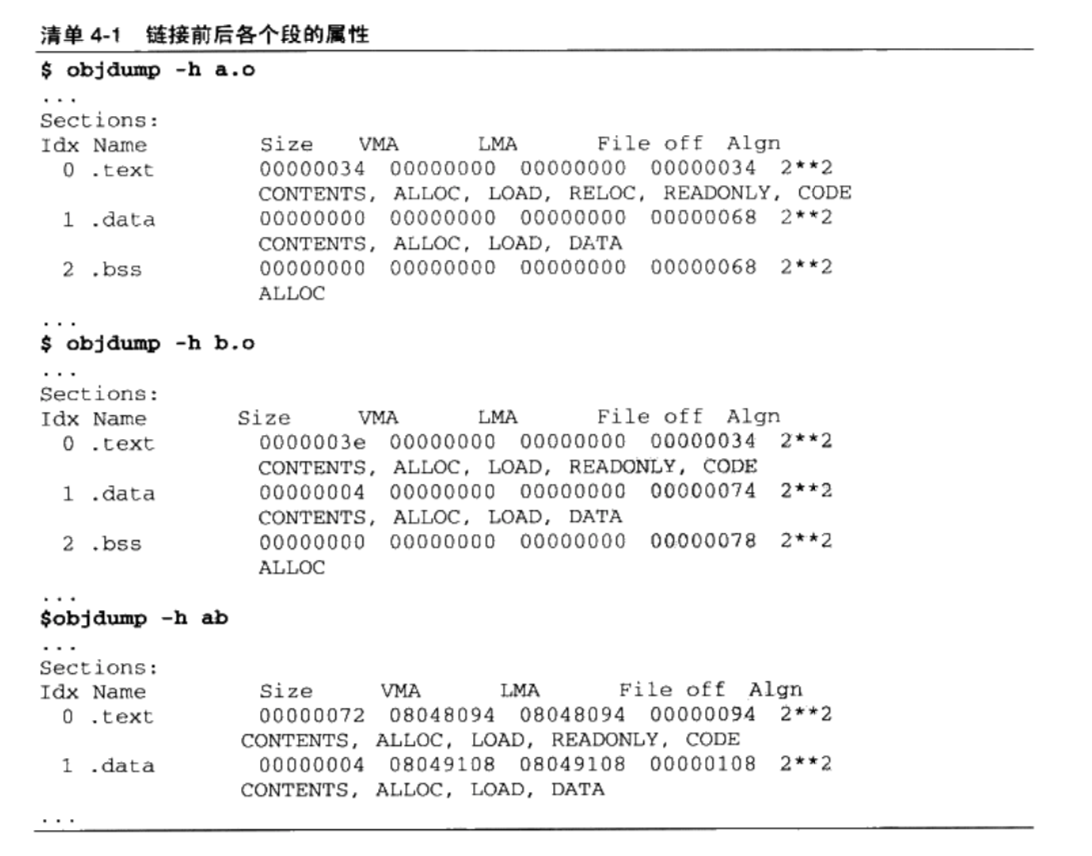 清单 4-1 链接前后各个段的属性
$ objdump -h a.o
...
Sections:
Idx Name Size VMA LMA File off Algn
0 .text 00000034 00000000 00000000 00000034 2**2
CONTENTS, ALLOC, LOAD, RELOC, READONLY, CODE
1 .data 00000000 00000000 00000000 00000068 2**2
CONTENTS, ALLOC, LOAD, DATA
2 .bss 00000000 00000000 00000000 00000068 2**2
ALLOC
...
$ objdump -h b.o
...
Sections:
Idx Name Size VMA LMA File off Algn
0 .text 0000003e 00000000 00000000 00000034 2**2
CONTENTS, ALLOC, LOAD, READONLY, CODE
1 .data 00000004 00000000 00000000 00000074 2**2
CONTENTS, ALLOC, LOAD, DATA
2 .bss 00000000 00000000 00000000 00000078 2**2
ALLOC
...
$objdump -h ab
...
Sections:
Idx Name Size VMA LMA File off Algn
0 .text 00000072 08048094 08048094 00000094 2**2
CONTENTS, ALLOC, LOAD, READONLY, CODE
1 .data 00000004 08049108 08049108 00000108 2**2
CONTENTS, ALLOC, LOAD, DATA
...